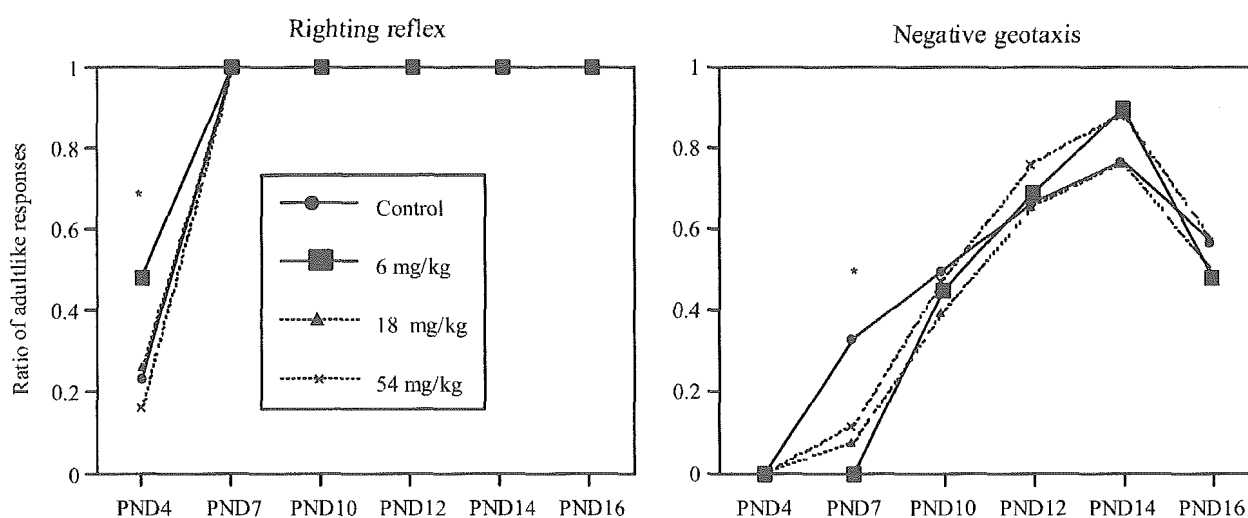 Righting reflex
Ratio of adultlike responses
1
0.8
0.6
0.4
0.2
0
*
Control
6 mg/kg
18 mg/kg
54 mg/kg
PND4 PND7 PND10 PND12 PND14 PND16
Negative geotaxis
1
0.8
0.6
0.4
0.2
0
*
PND4 PND7 PND10 PND12 PND14 PND16